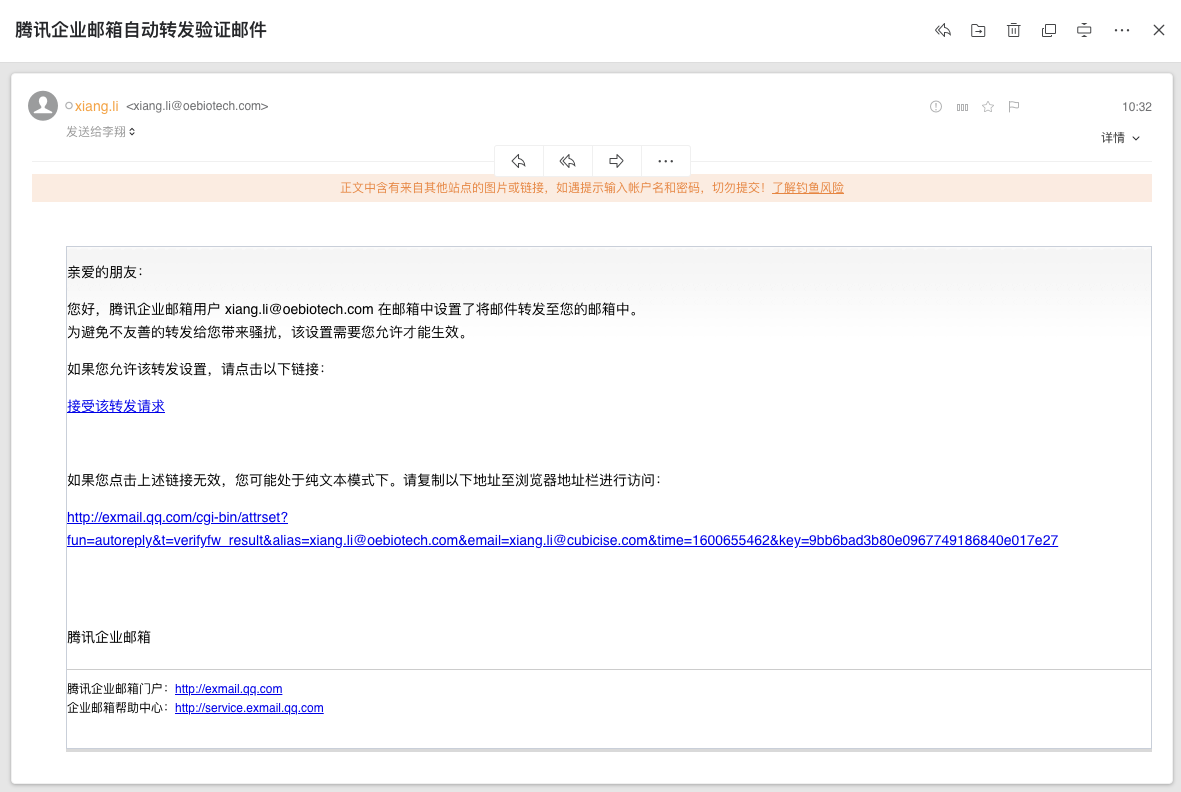 腾讯企业邮箱自动转发验证邮件
xiang.li <xiang.li@oebiotech.com>
10:32
发送给李翔
详情
正文中含有来自其他站点的图片或链接，如遇提示输入帐户名和密码，切勿提交！了解钓鱼风险
亲爱的朋友：
您好，腾讯企业邮箱用户 xiang.li@oebiotech.com 在邮箱中设置了将邮件转发至您的邮箱中。
为避免不友善的转发给您带来骚扰，该设置需要您允许才能生效。
如果您允许该转发设置，请点击以下链接：
接受该转发请求
如果您点击上述链接无效，您可能处于纯文本模式下。请复制以下地址至浏览器地址栏进行访问：
http://exmail.qq.com/cgi-bin/attrset?
fun=autoreply&t=verifyfw_result&alias=xiang.li@oebiotech.com&email=xiang.li@cubicise.com&time=1600655462&key=9bb6bad3b80e0967749186840e017e27
腾讯企业邮箱
腾讯企业邮箱门户：http://exmail.qq.com
企业邮箱帮助中心：http://service.exmail.qq.com